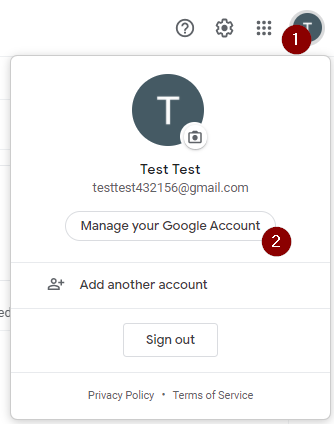 T
1
T
Test Test
testtest432156@gmail.com
Manage your Google Account
2
Add another account
ed
Sign out
Privacy Policy • Terms of Service